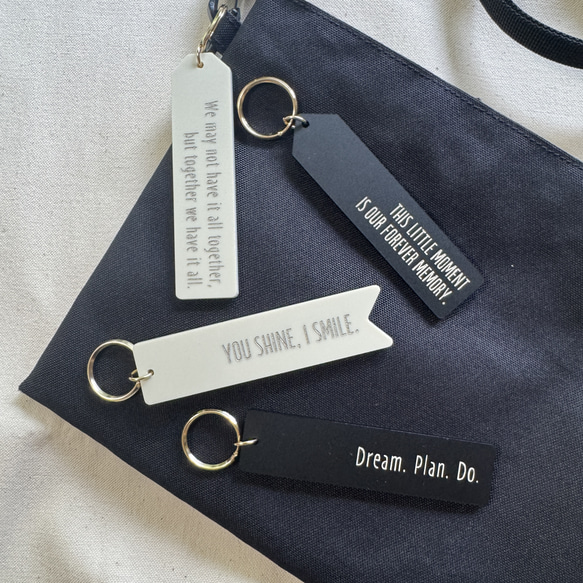 We may not have it all together,
but together we have it all.
THIS LITTLE MOMENT
IS OUR FOREVER MEMORY.
YOU SHINE, I SMILE.
Dream. Plan. Do.